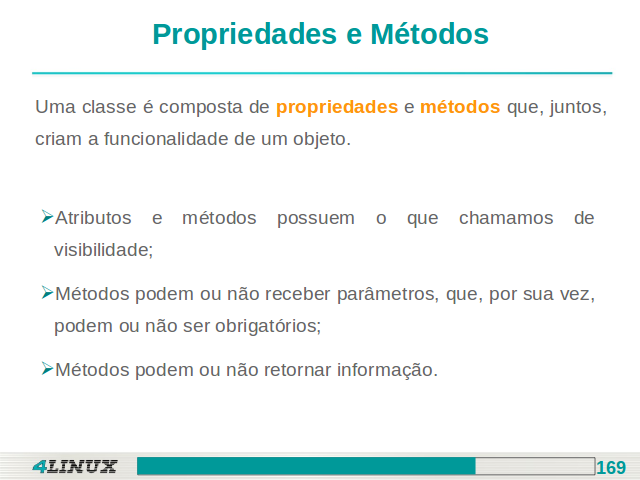 Propriedades e Métodos
Uma classe é composta de propriedades e métodos que, juntos,
criam a funcionalidade de um objeto.
Atributos e métodos possuem o que chamamos de
visibilidade;
Métodos podem ou não receber parâmetros, que, por sua vez,
podem ou não ser obrigatórios;
Métodos podem ou não retornar informação.
4LINUX
169